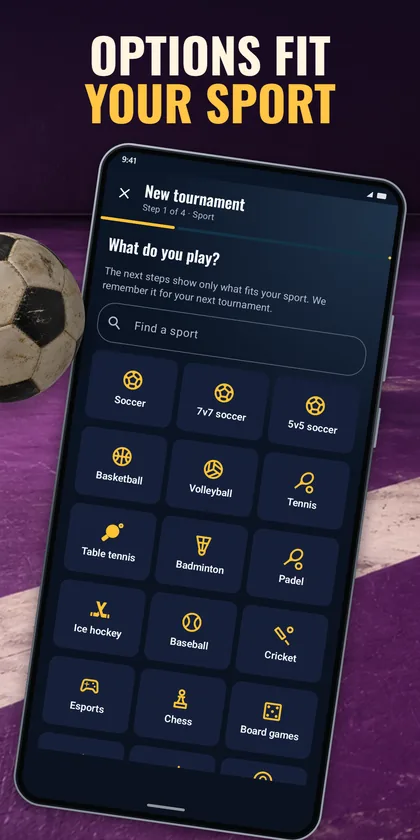 OPTIONS FIT
YOUR SPORT
9:41
New tournament
Step 1 of 4 · Sport
What do you play?
The next steps show only what fits your sport. We
remember it for your next tournament.
Find a sport
Soccer
7v7 soccer
5v5 soccer
Basketball
Volleyball
Tennis
Table tennis
Badminton
Padel
Ice hockey
Baseball
Cricket
Esports
Chess
Board games